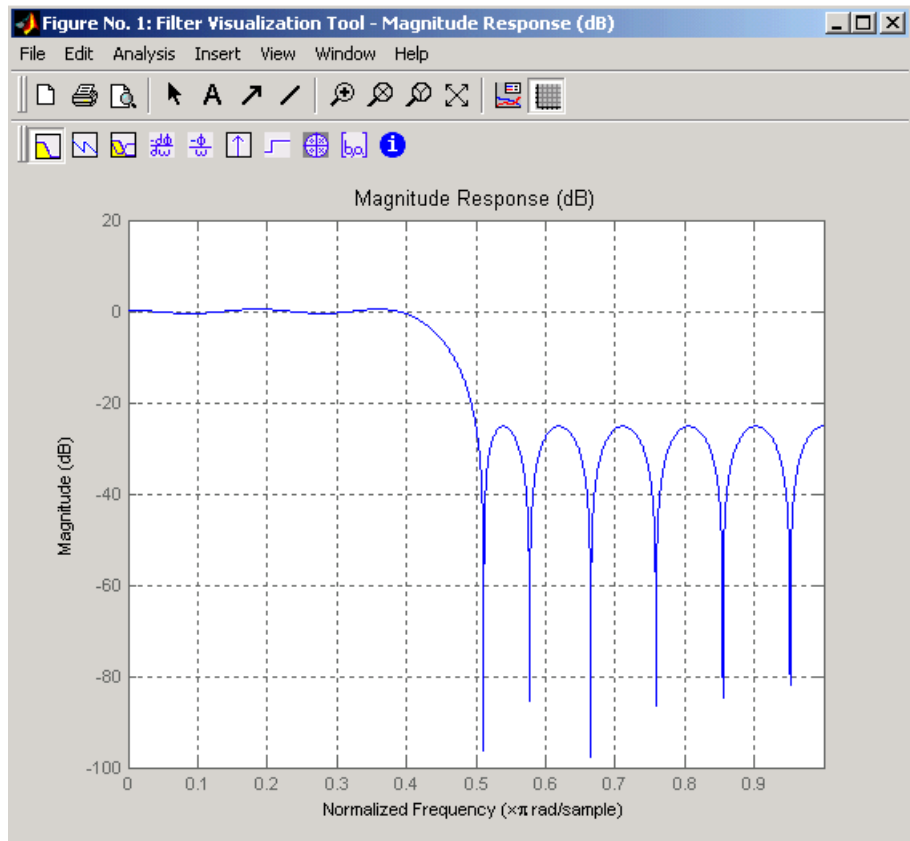 Figure No. 1: Filter Visualization Tool - Magnitude Response (dB)
File Edit Analysis Insert View Window Help
A
-dϕ/dω -ϕ/ω [b,a] i
Magnitude Response (dB)
20
0
-20
-40
-60
-80
-100
Magnitude (dB)
0 0.1 0.2 0.3 0.4 0.5 0.6 0.7 0.8 0.9
Normalized Frequency (×π rad/sample)